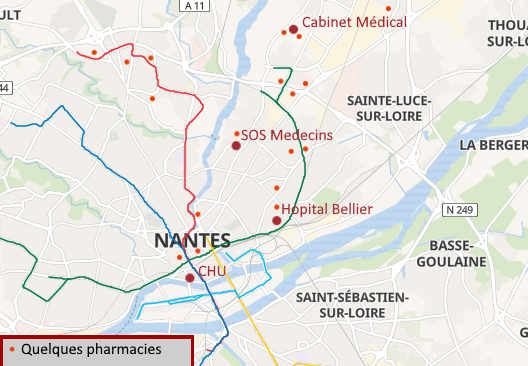 ULT
A 11
Cabinet Médical
THOUA
SUR-LO
44
SAINTE-LUCE-
SUR-LOIRE
SOS Medecins
LA BERGER
Hopital Bellier
N 249
NANTES
BASSE-
GOULAINE
CHU
SAINT-SÉBASTIEN-
SUR-LOIRE
G
Quelques pharmacies